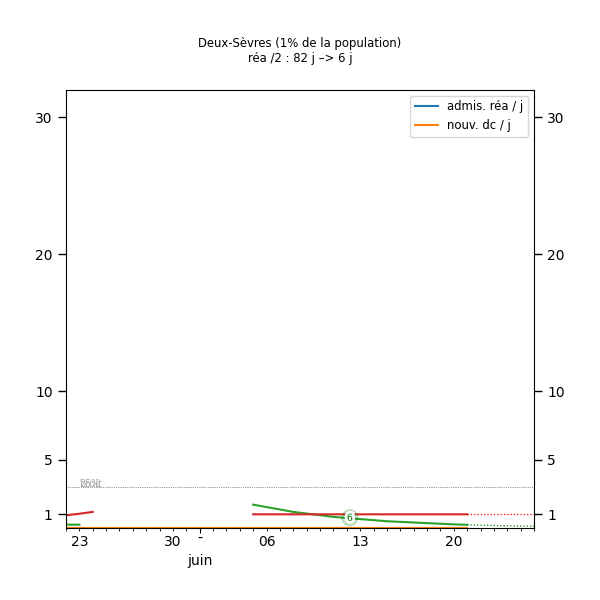 Deux-Sèvres (1% de la population)
réa /2 : 82 j –> 6 j
admis. réa / j
nouv. dc / j
30 30
20 20
10 10
5 5
6
1 1
23 30 - 06 13 20
juin